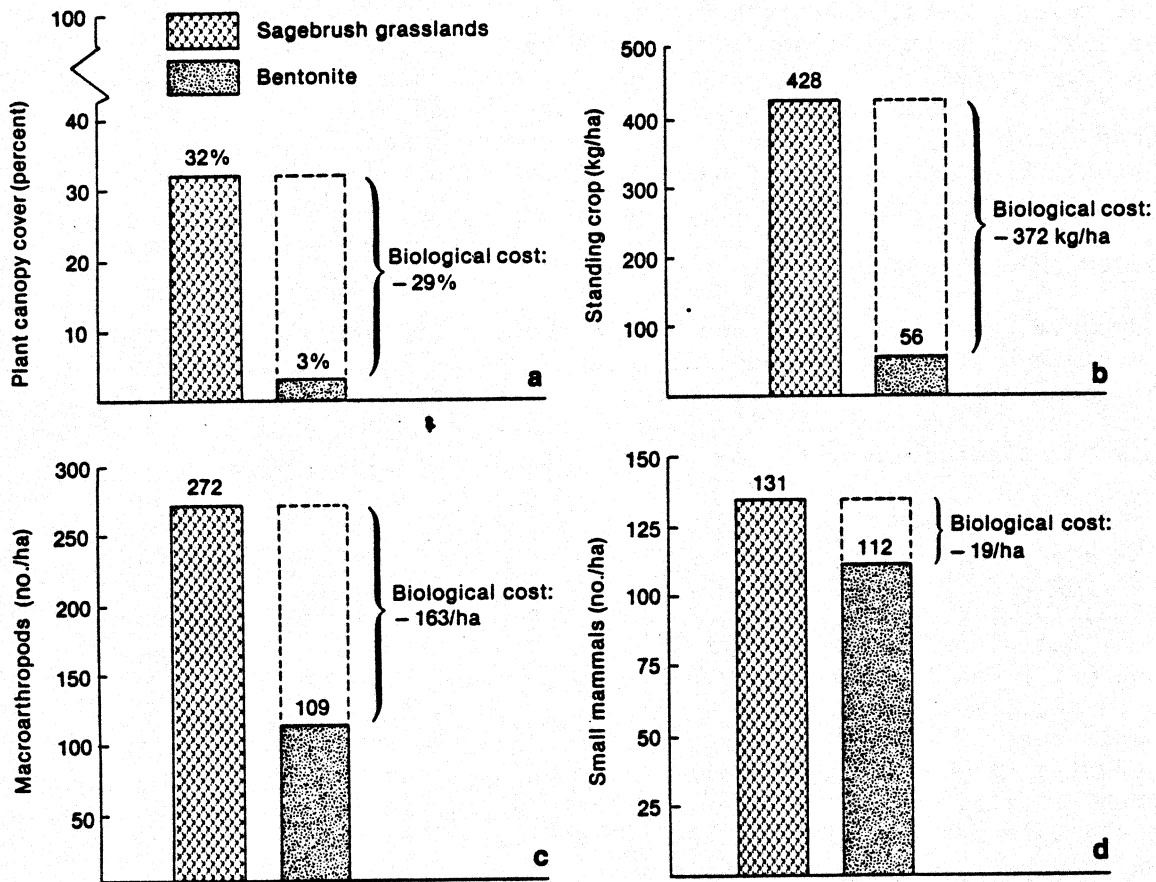 100
Sagebrush grasslands
Bentonite
Plant canopy cover (percent)
40
30
20
10
32%
3%
Biological cost:
– 29%
a
Standing crop (kg/ha)
500
400
300
200
100
428
56
Biological cost:
– 372 kg/ha
b
Macroarthropods (no./ha)
300
250
200
150
100
50
272
109
Biological cost:
– 163/ha
c
Small mammals (no./ha)
150
125
100
75
50
25
131
112
Biological cost:
– 19/ha
d